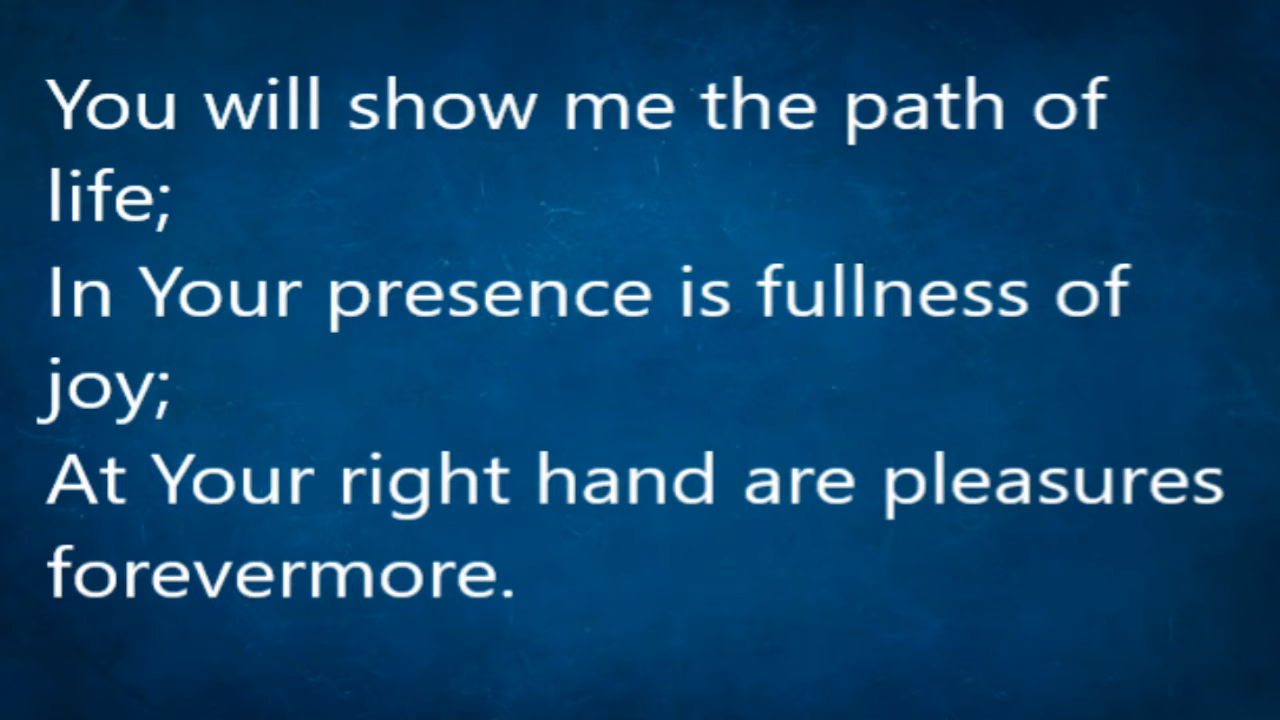 You will show me the path of
life;
In Your presence is fullness of
joy;
At Your right hand are pleasures
forevermore.